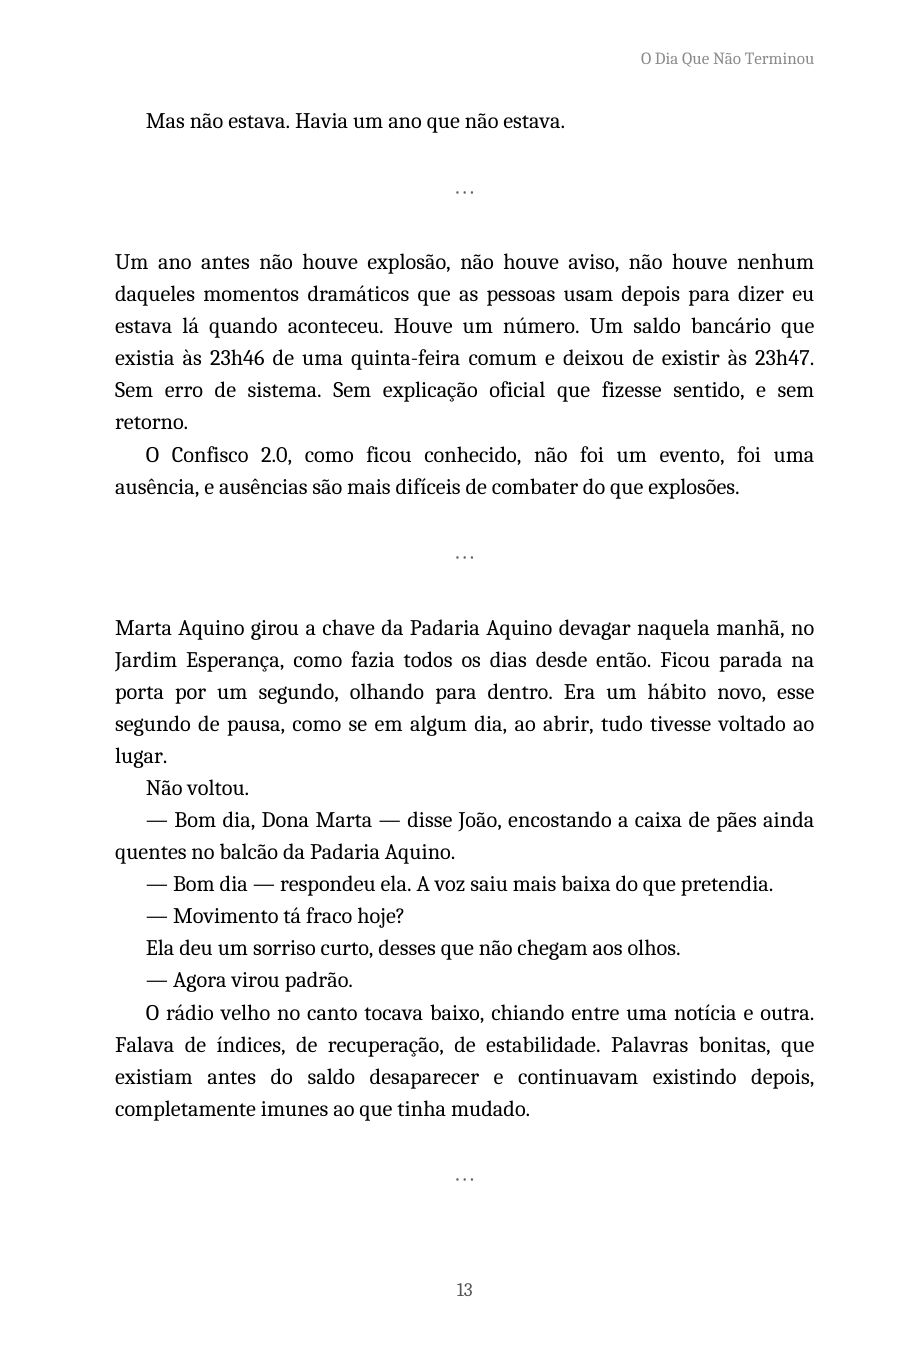 O Dia Que Não Terminou
Mas não estava. Havia um ano que não estava.
...
Um ano antes não houve explosão, não houve aviso, não houve nenhum
daqueles momentos dramáticos que as pessoas usam depois para dizer eu
estava lá quando aconteceu. Houve um número. Um saldo bancário que
existia às 23h46 de uma quinta-feira comum e deixou de existir às 23h47.
Sem erro de sistema. Sem explicação oficial que fizesse sentido, e sem
retorno.
O Confisco 2.0, como ficou conhecido, não foi um evento, foi uma
ausência, e ausências são mais difíceis de combater do que explosões.
...
Marta Aquino girou a chave da Padaria Aquino devagar naquela manhã, no
Jardim Esperança, como fazia todos os dias desde então. Ficou parada na
porta por um segundo, olhando para dentro. Era um hábito novo, esse
segundo de pausa, como se em algum dia, ao abrir, tudo tivesse voltado ao
lugar.
Não voltou.
— Bom dia, Dona Marta — disse João, encostando a caixa de pães ainda
quentes no balcão da Padaria Aquino.
— Bom dia — respondeu ela. A voz saiu mais baixa do que pretendia.
— Movimento tá fraco hoje?
Ela deu um sorriso curto, desses que não chegam aos olhos.
— Agora virou padrão.
O rádio velho no canto tocava baixo, chiando entre uma notícia e outra.
Falava de índices, de recuperação, de estabilidade. Palavras bonitas, que
existiam antes do saldo desaparecer e continuavam existindo depois,
completamente imunes ao que tinha mudado.
...
13